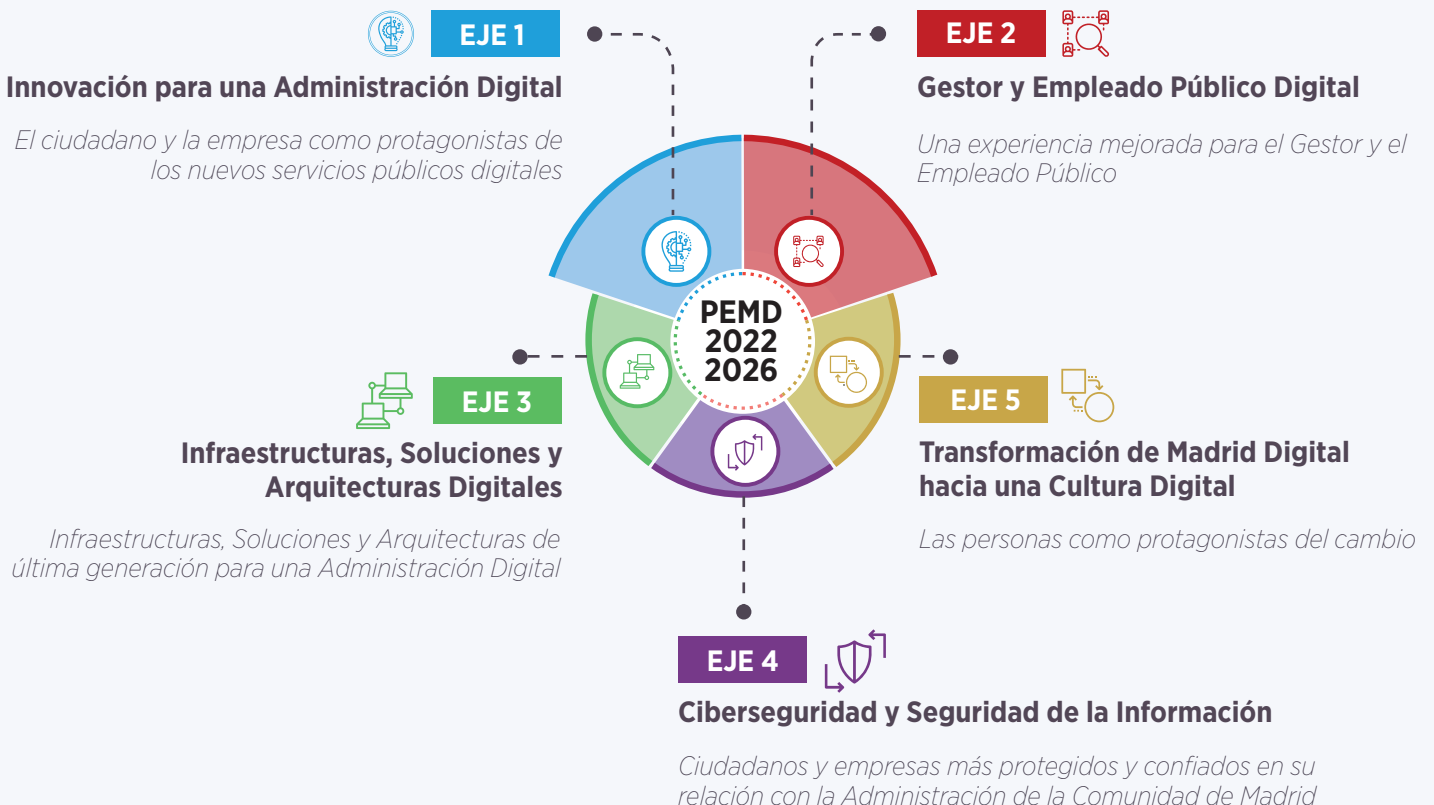 EJE 1
Innovación para una Administración Digital
El ciudadano y la empresa como protagonistas de
los nuevos servicios públicos digitales
EJE 2
Gestor y Empleado Público Digital
Una experiencia mejorada para el Gestor y el
Empleado Público
PEMD
2022
2026
EJE 3
Infraestructuras, Soluciones y
Arquitecturas Digitales
Infraestructuras, Soluciones y Arquitecturas de
última generación para una Administración Digital
EJE 5
Transformación de Madrid Digital
hacia una Cultura Digital
Las personas como protagonistas del cambio
EJE 4
Ciberseguridad y Seguridad de la Información
Ciudadanos y empresas más protegidos y confiados en su
relación con la Administración de la Comunidad de Madrid